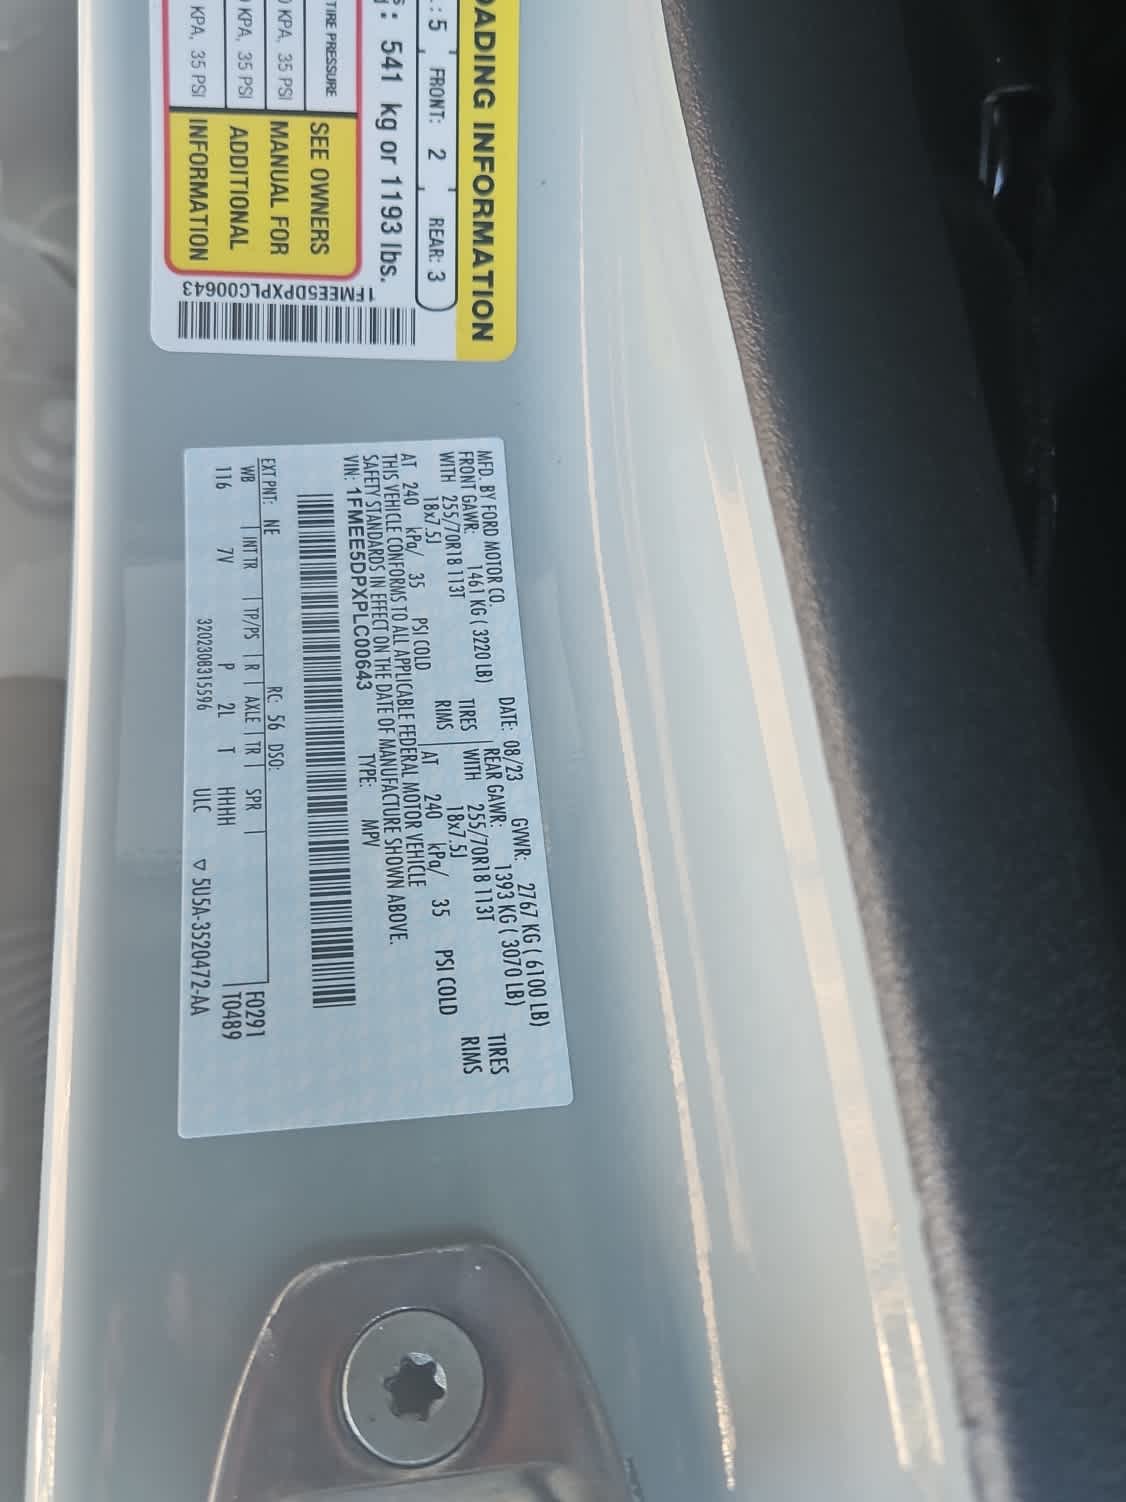 OADING INFORMATION
: 5 FRONT: 2 REAR: 3
: 541 kg or 1193 lbs.
TIRE PRESSURE
KPA, 35 PSI
KPA, 35 PSI
KPA, 35 PSI
SEE OWNERS
MANUAL FOR
ADDITIONAL
INFORMATION
1FMEE5DPXPLC00643
MFD. BY FORD MOTOR CO. DATE: 08/23 GVWR: 2767 KG ( 6100 LB)
FRONT GAWR: 1461 KG ( 3220 LB) REAR GAWR: 1393 KG ( 3070 LB)
WITH 255/70R18 113T TIRES WITH 255/70R18 113T TIRES
18x7.5J RIMS 18x7.5J RIMS
AT 240 kPa/ 35 PSI COLD AT 240 kPa/ 35 PSI COLD
THIS VEHICLE CONFORMS TO ALL APPLICABLE FEDERAL MOTOR VEHICLE
SAFETY STANDARDS IN EFFECT ON THE DATE OF MANUFACTURE SHOWN ABOVE.
VIN: 1FMEE5DPXPLC00643 TYPE: MPV
EXT PNT: NE RC: 56 DSO: F0291
WB INT TR TP/PS R AXLE TR SPR T0489
116 7V P 2L T HHHH
3202308315596 ULC ▽ 5U5A-3520472-AA